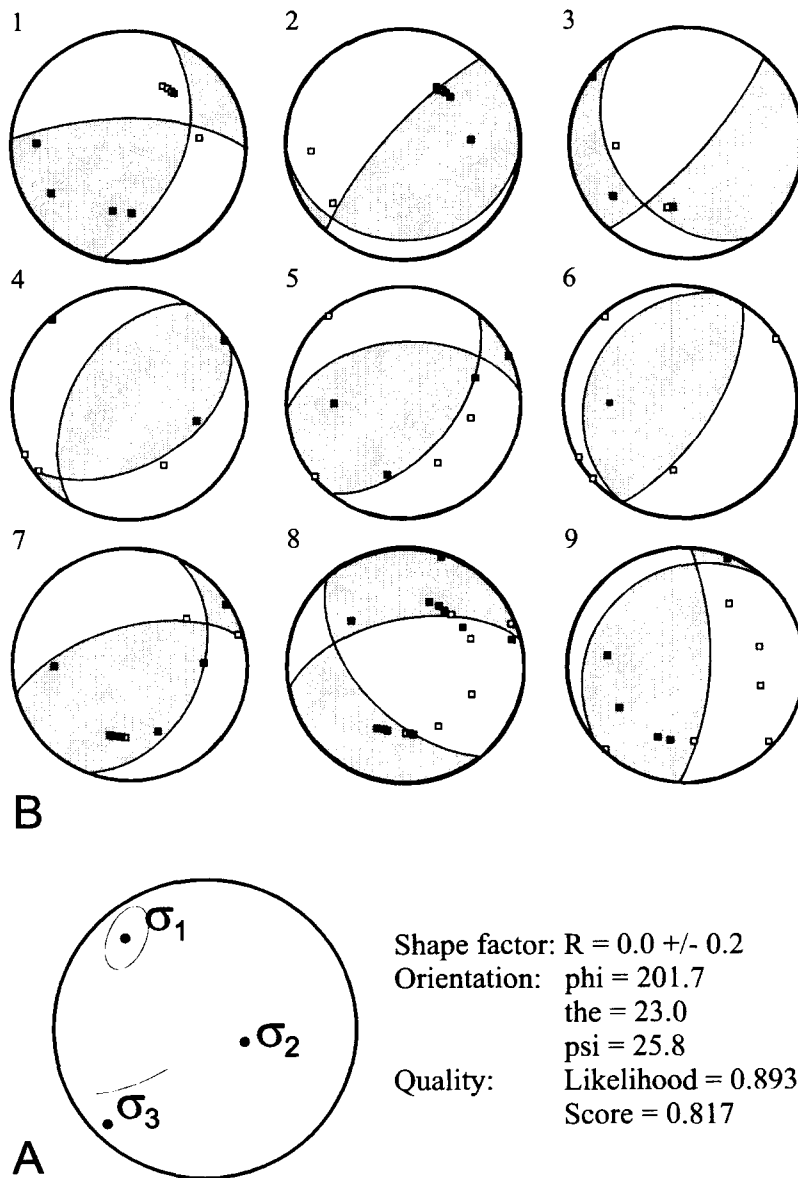 1 2 3
4 5 6
7 8 9
B
σ1
σ2
σ3
A
Shape factor: R = 0.0 +/- 0.2
Orientation: phi = 201.7
the = 23.0
psi = 25.8
Quality: Likelihood = 0.893
Score = 0.817